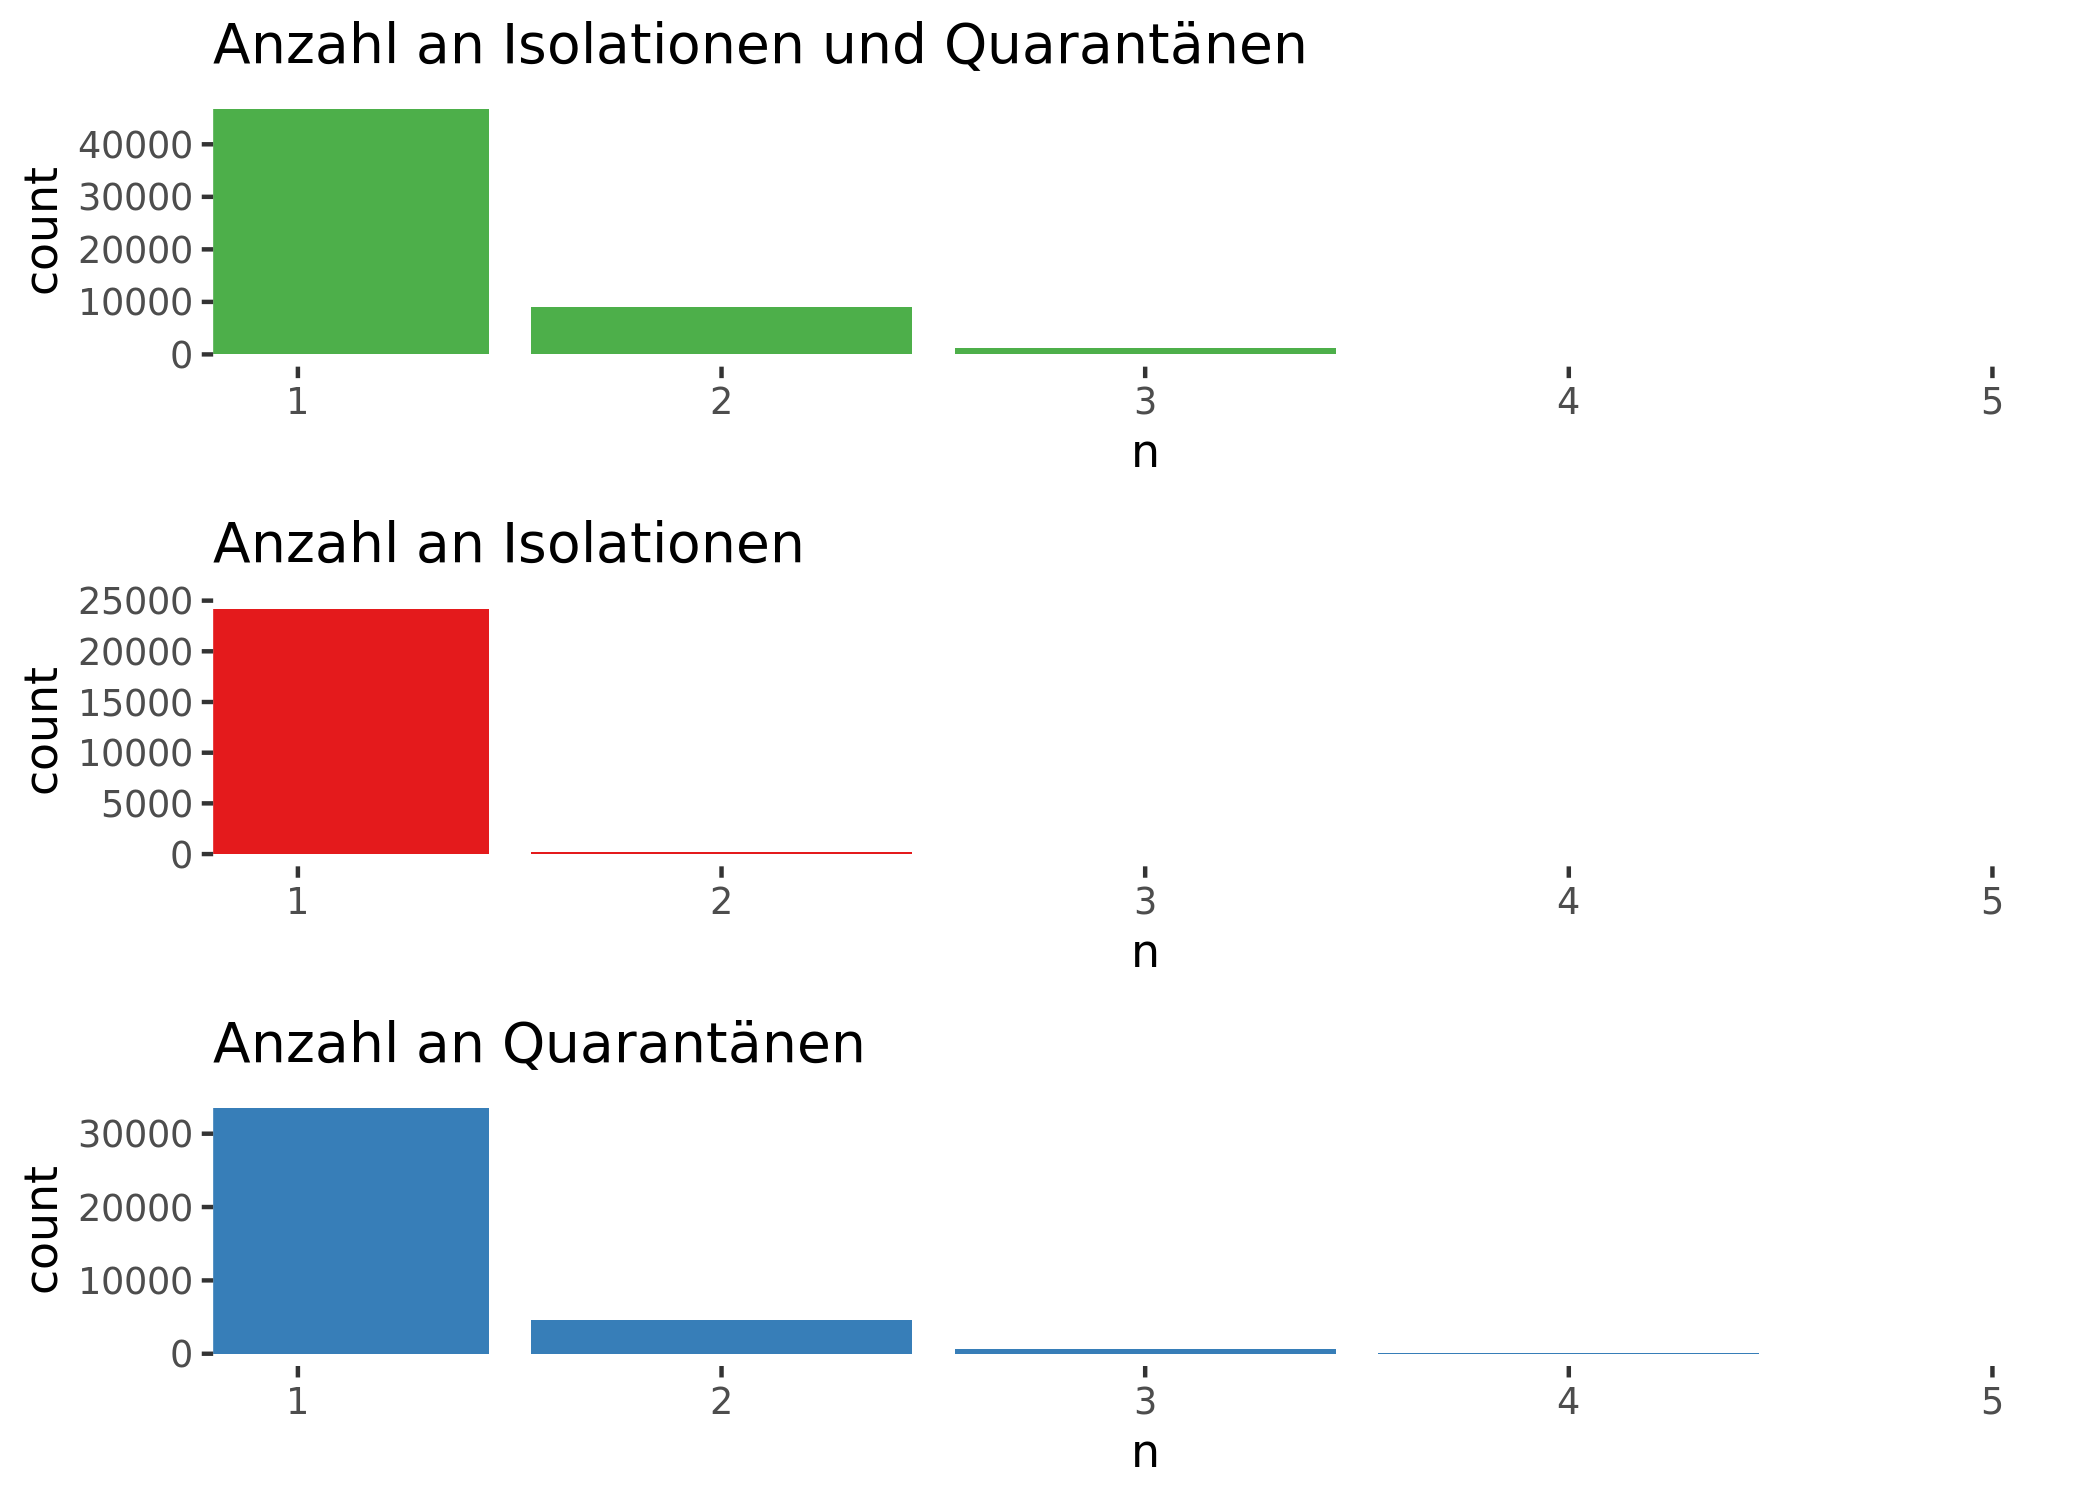 Anzahl an Isolationen und Quarantänen
count
40000
30000
20000
10000
0
1 2 3 4 5
n
Anzahl an Isolationen
count
25000
20000
15000
10000
5000
0
1 2 3 4 5
n
Anzahl an Quarantänen
count
30000
20000
10000
0
1 2 3 4 5
n